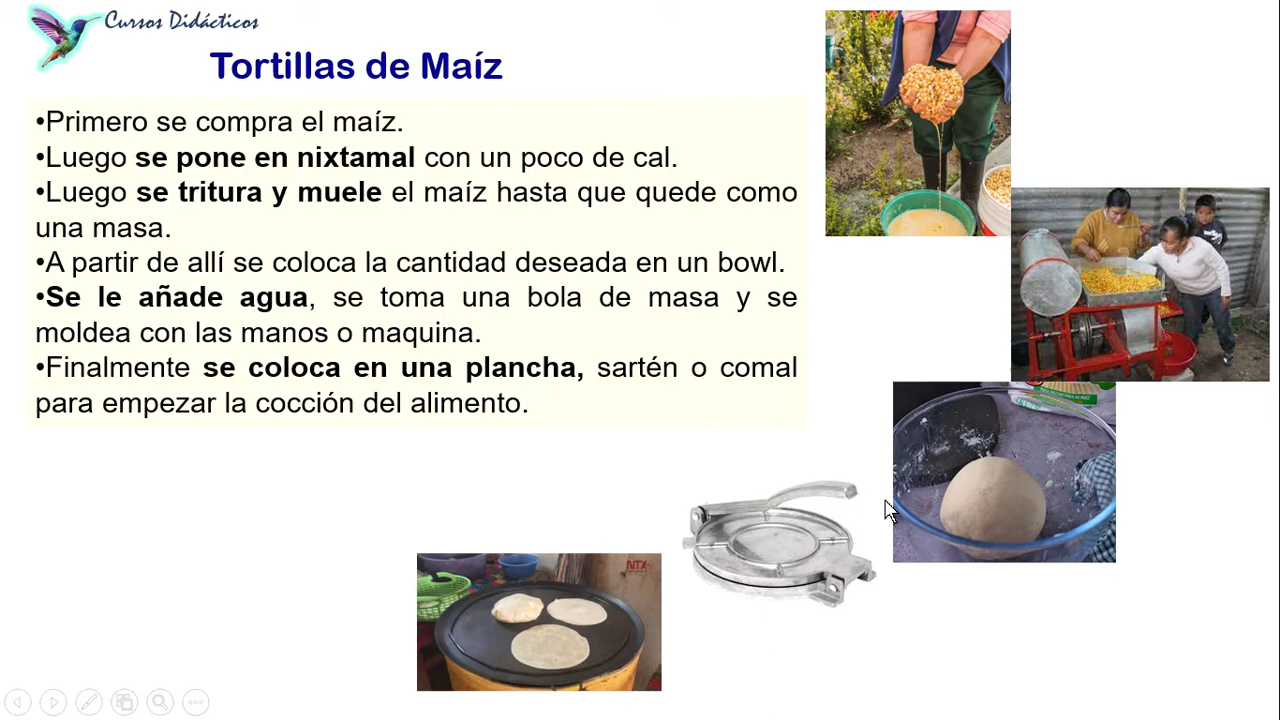 Cursos Didácticos
Tortillas de Maíz
•Primero se compra el maíz.
•Luego se pone en nixtamal con un poco de cal.
•Luego se tritura y muele el maíz hasta que quede como
una masa.
•A partir de allí se coloca la cantidad deseada en un bowl.
•Se le añade agua, se toma una bola de masa y se
moldea con las manos o maquina.
•Finalmente se coloca en una plancha, sartén o comal
para empezar la cocción del alimento.
NTX